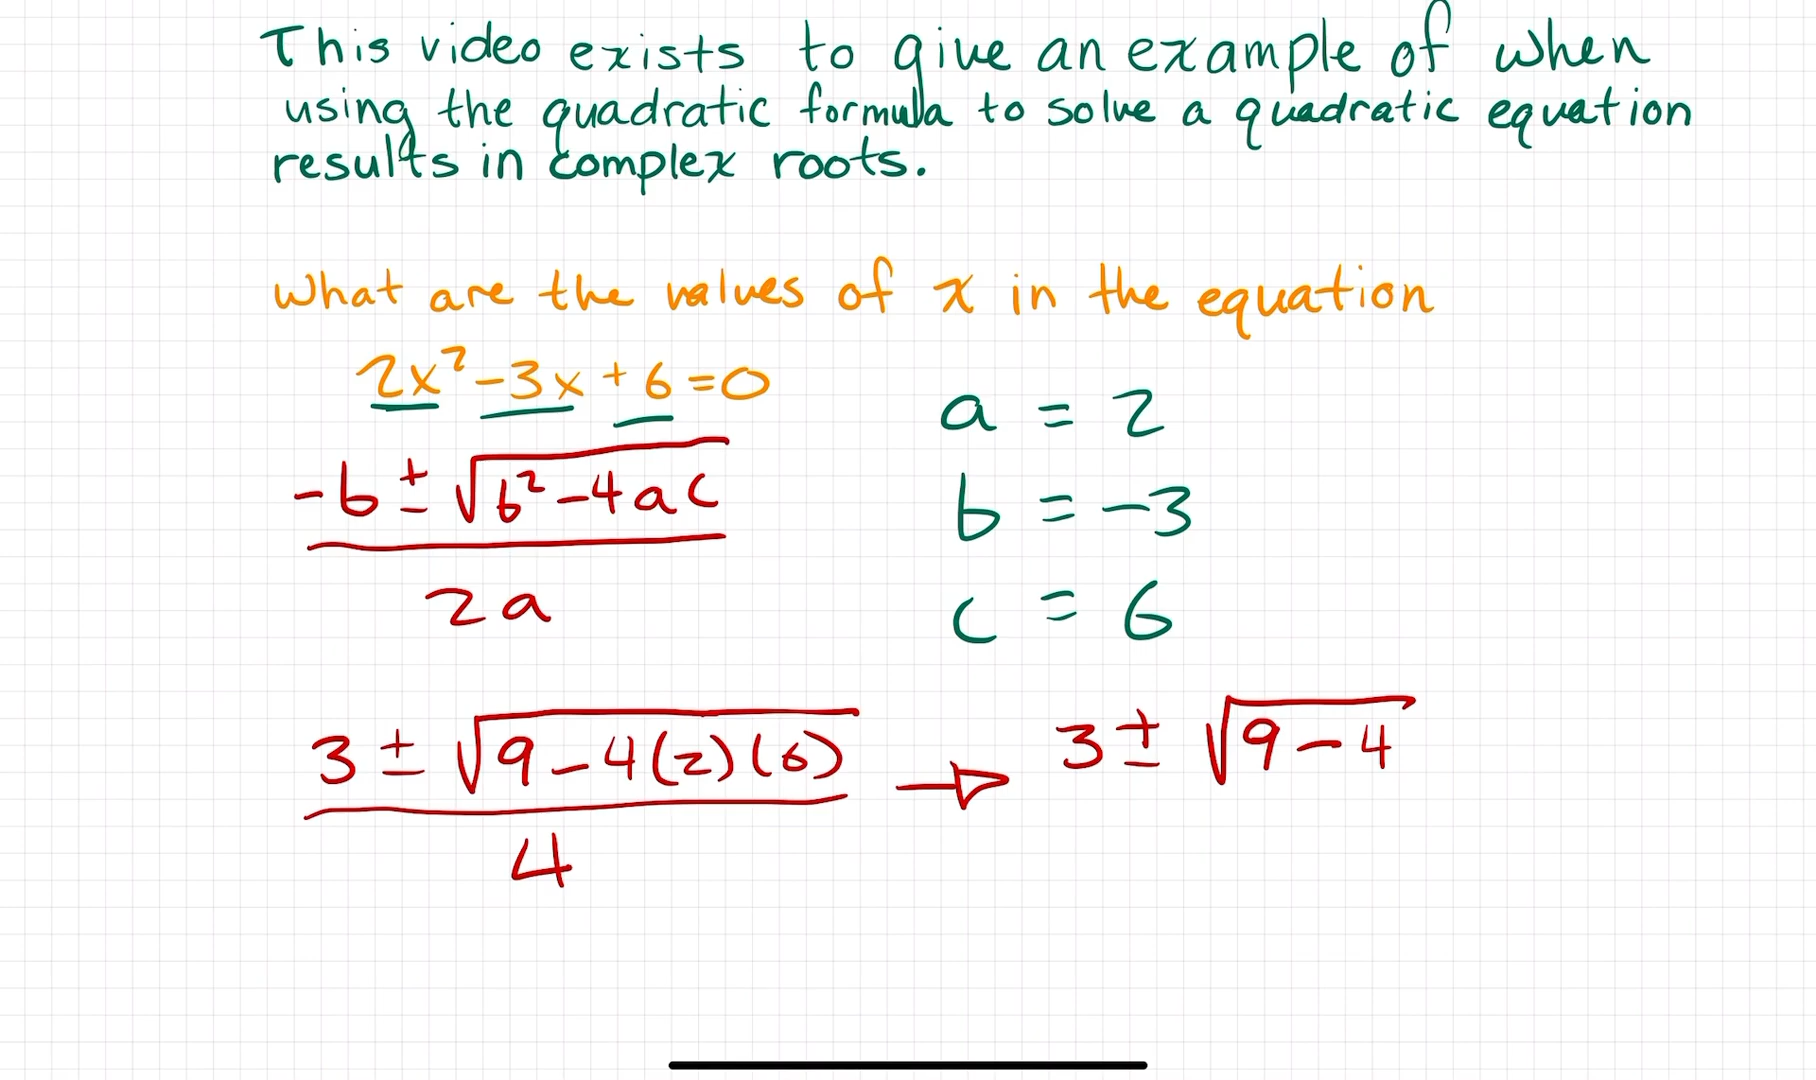 This video exists to give an example of when
using the quadratic formula to solve a quadratic equation
results in complex roots.
What are the values of x in the equation
2x² -3x + 6 = 0
a = 2
-b ± √b² -4ac
b = -3
2a
c = 6
3 ± √9 - 4(2)(6) → 3 ± √9 - 4
4